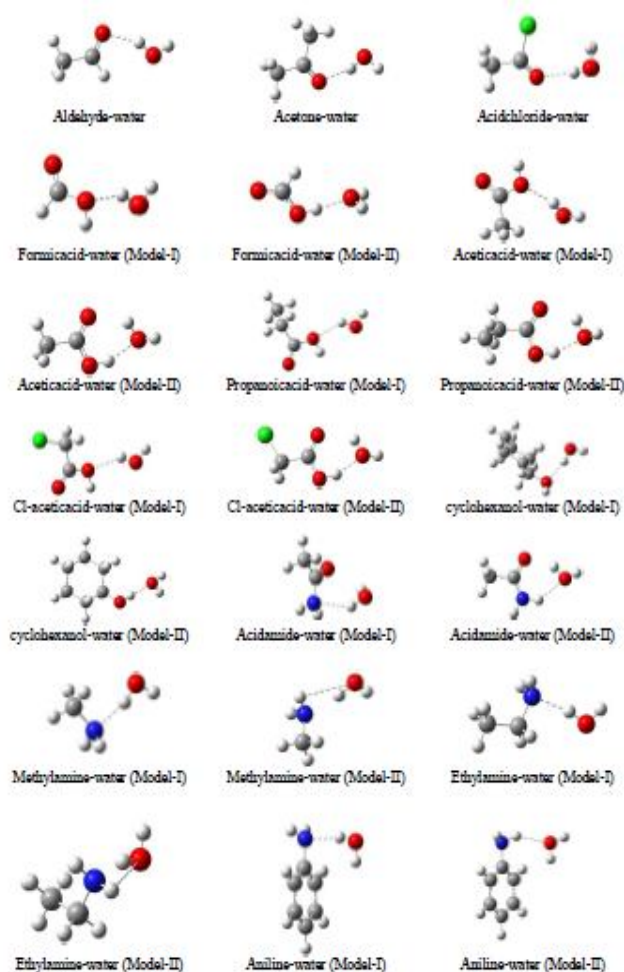 Aldehyde-water
Acetone-water
Acidchloride-water
Formicacid-water (Model-I)
Formicacid-water (Model-II)
Aceticacid-water (Model-I)
Aceticacid-water (Model-II)
Propanoicacid-water (Model-I)
Propanoicacid-water (Model-II)
Cl-aceticacid-water (Model-I)
Cl-aceticacid-water (Model-II)
cyclohexanol-water (Model-I)
cyclohexanol-water (Model-II)
Acidamide-water (Model-I)
Acidamide-water (Model-II)
Methylamine-water (Model-I)
Methylamine-water (Model-II)
Ethylamine-water (Model-I)
Ethylamine-water (Model-II)
Aniline-water (Model-I)
Aniline-water (Model-II)